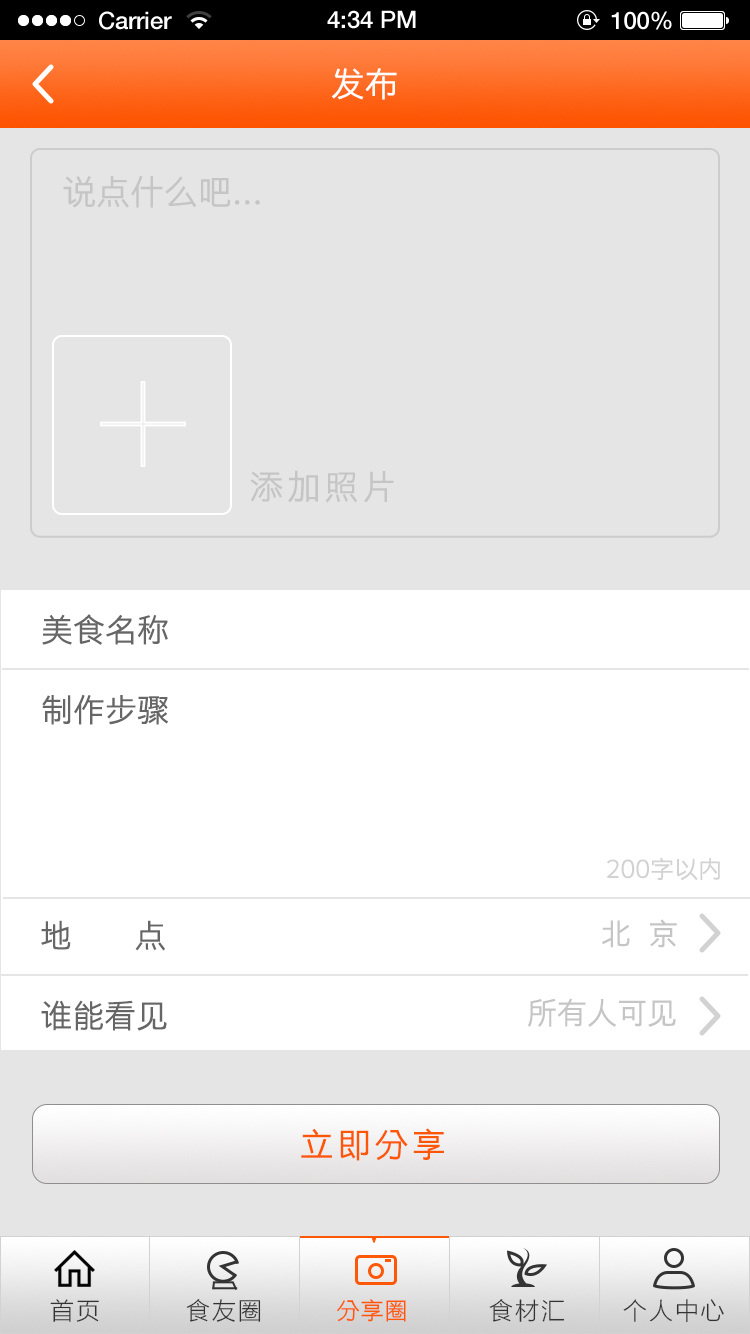 Carrier 4:34 PM 100%
发布
说点什么吧...
添加照片
美食名称
制作步骤
200字以内
地 点 北 京
谁能看见 所有人可见
立即分享
首页 食友圈 分享圈 食材汇 个人中心